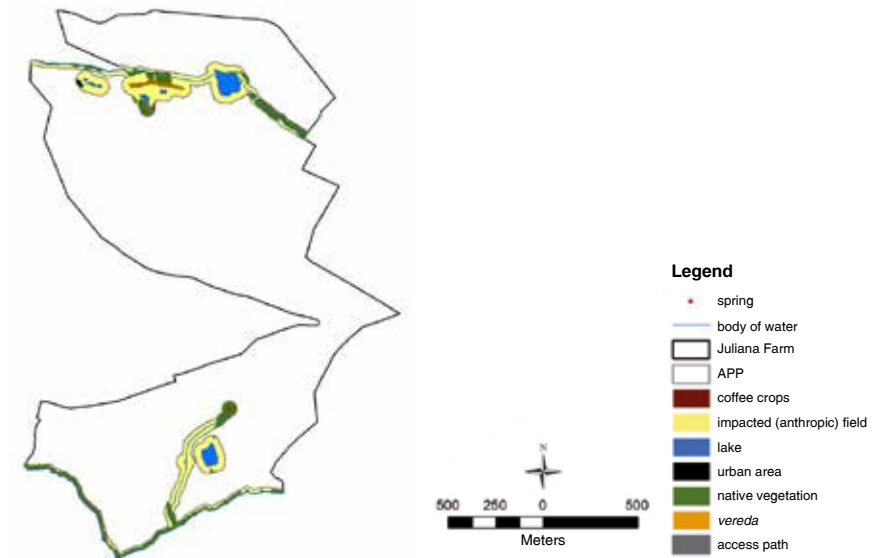 Legend
spring
body of water
Juliana Farm
APP
coffee crops
impacted (anthropic) field
lake
urban area
native vegetation
vereda
access path
N
500 250 0 500
Meters